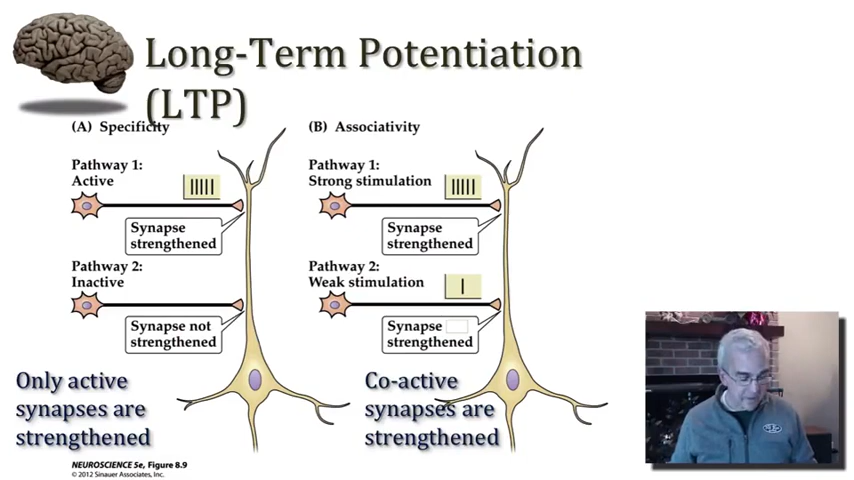 Long-Term Potentiation
(LTP)
(A) Specificity
Pathway 1:
Active
Synapse
strengthened
Pathway 2:
Inactive
Synapse not
strengthened
Only active
synapses are
strengthened
(B) Associativity
Pathway 1:
Strong stimulation
Synapse
strengthened
Pathway 2:
Weak stimulation
Synapse
strengthened
Co-active
synapses are
strengthened
NEUROSCIENCE 5e, Figure 8.9
© 2012 Sinauer Associates, Inc.